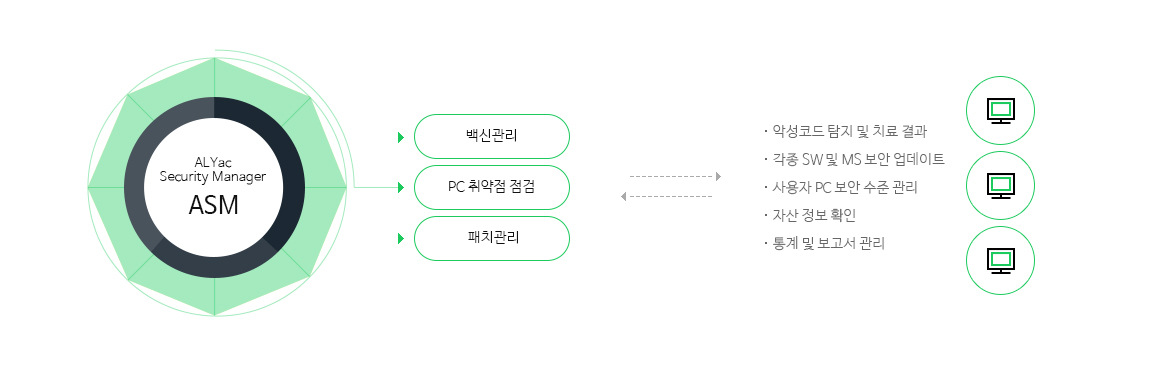 ALYac
Security Manager
ASM
백신관리
PC 취약점 점검
패치관리
· 악성코드 탐지 및 치료 결과
· 각종 SW 및 MS 보안 업데이트
· 사용자 PC 보안 수준 관리
· 자산 정보 확인
· 통계 및 보고서 관리